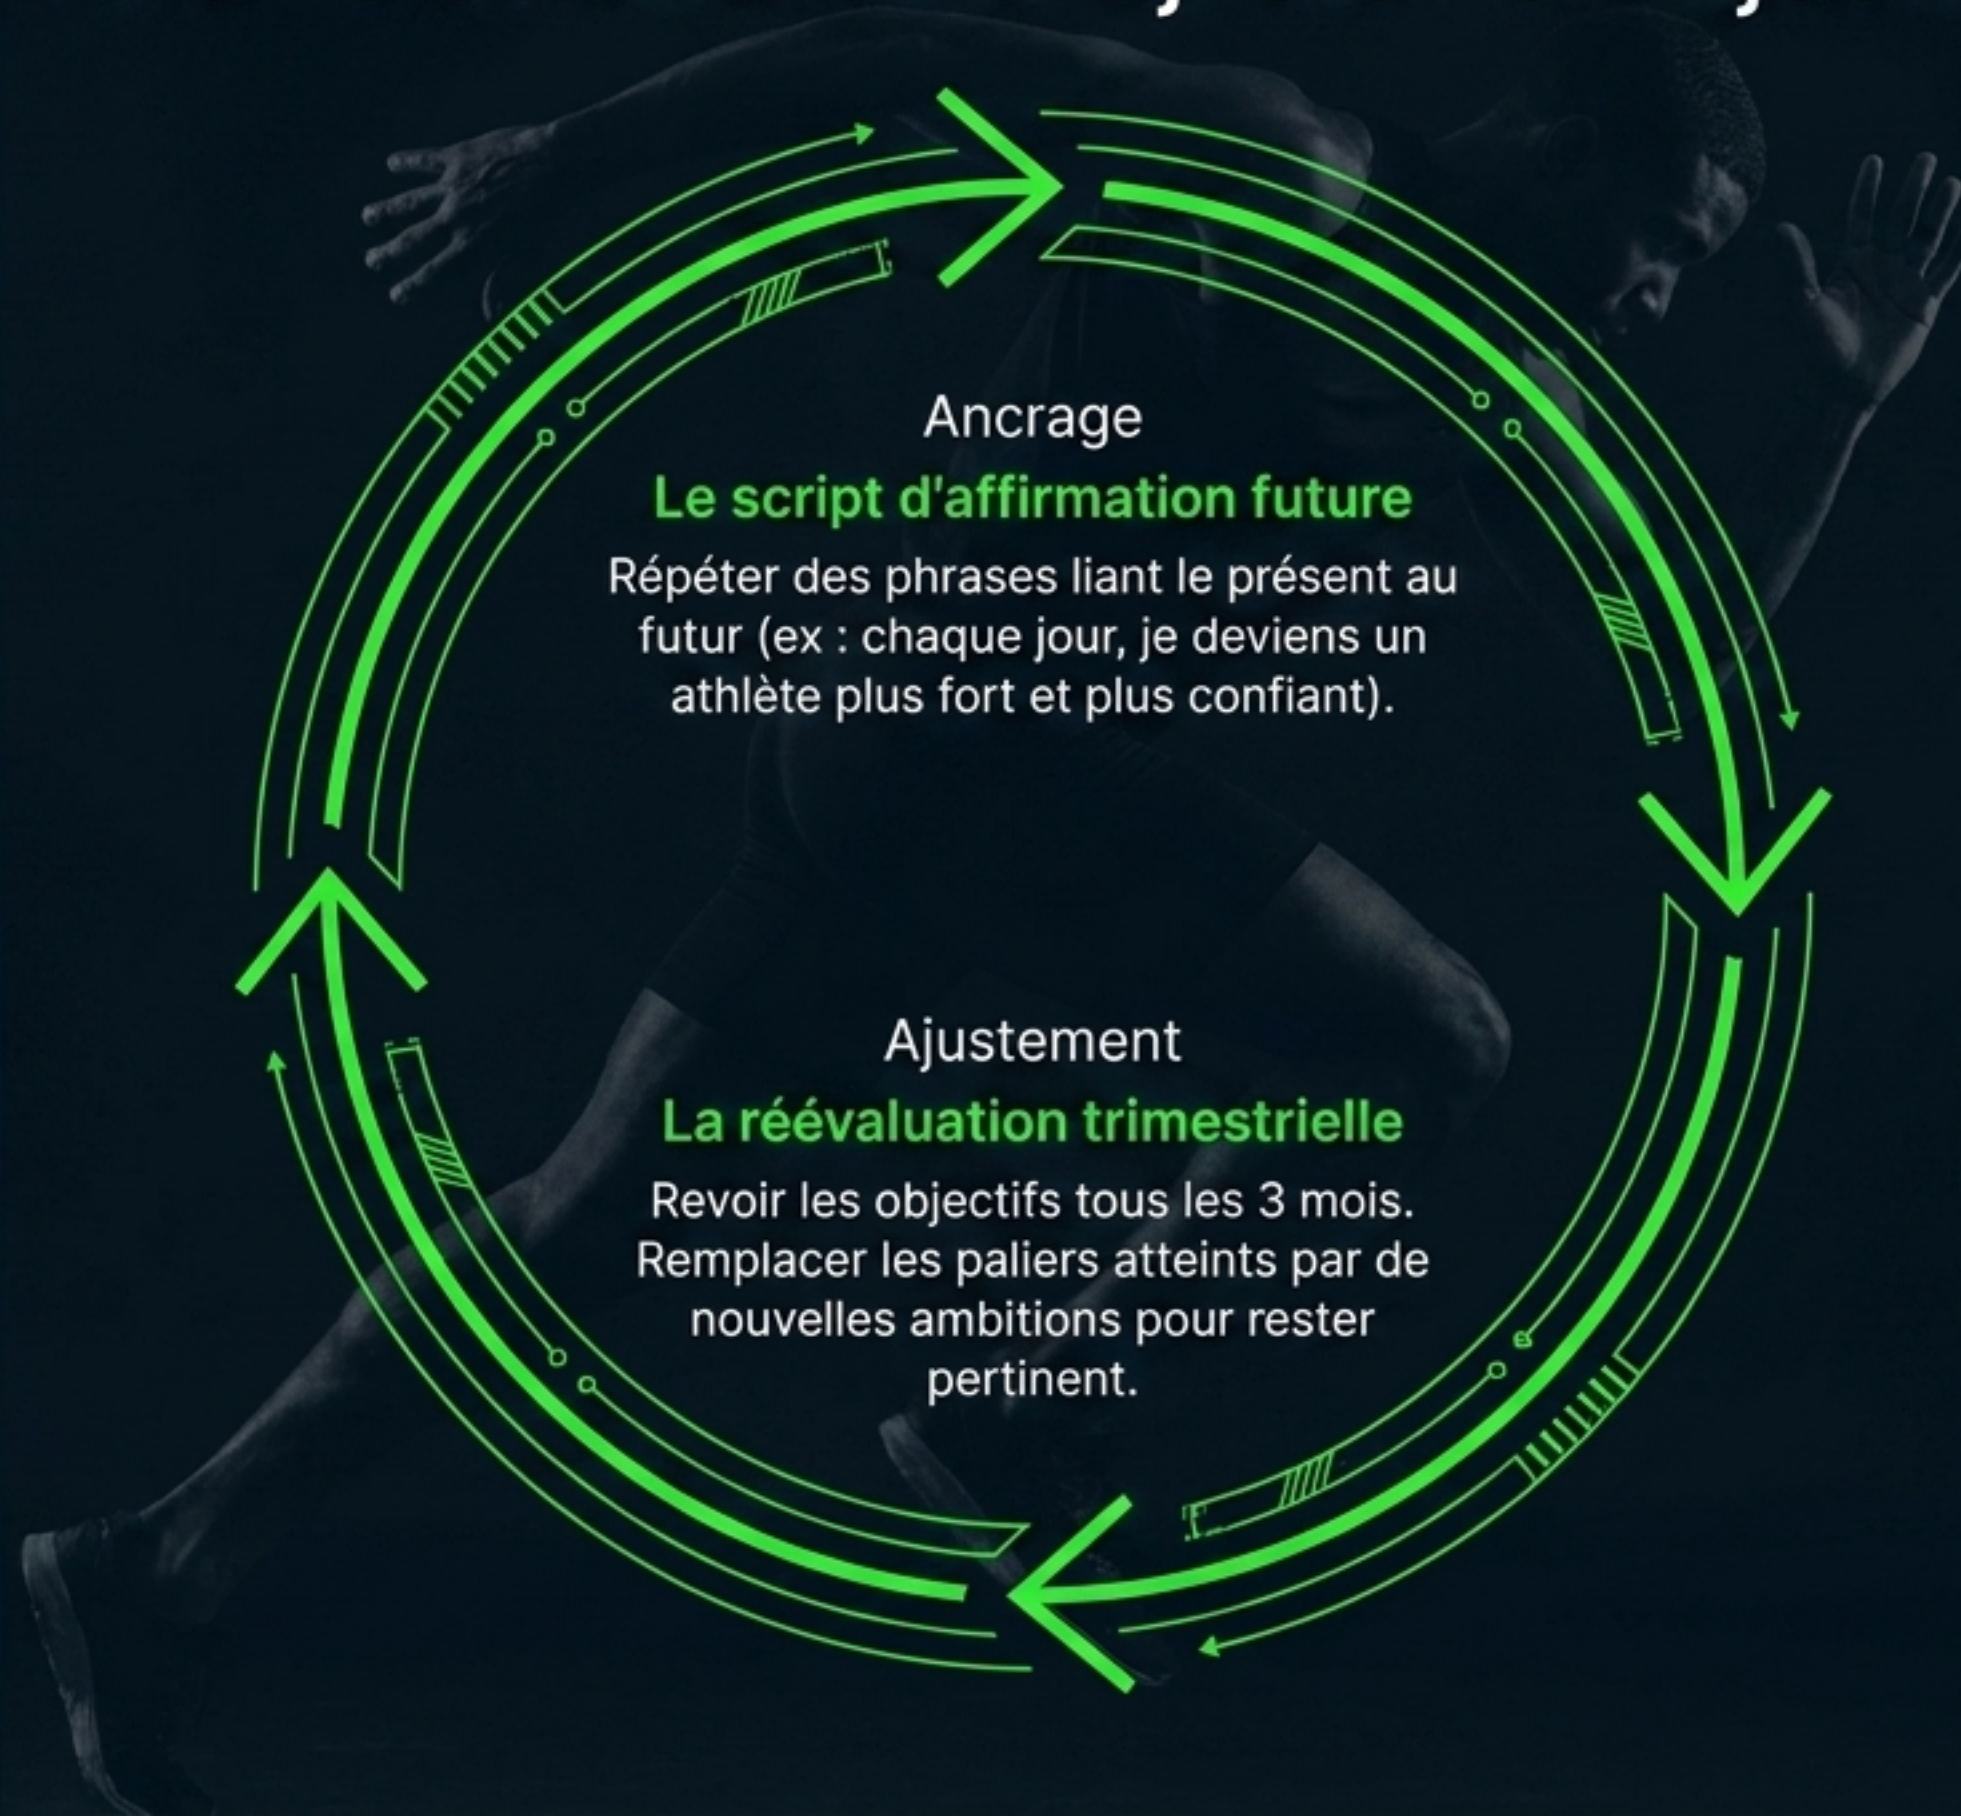 Ancrage
Le script d'affirmation future
Répéter des phrases liant le présent au
futur (ex : chaque jour, je deviens un
athlète plus fort et plus confiant).
Ajustement
La réévaluation trimestrielle
Revoir les objectifs tous les 3 mois.
Remplacer les paliers atteints par de
nouvelles ambitions pour rester
pertinent.